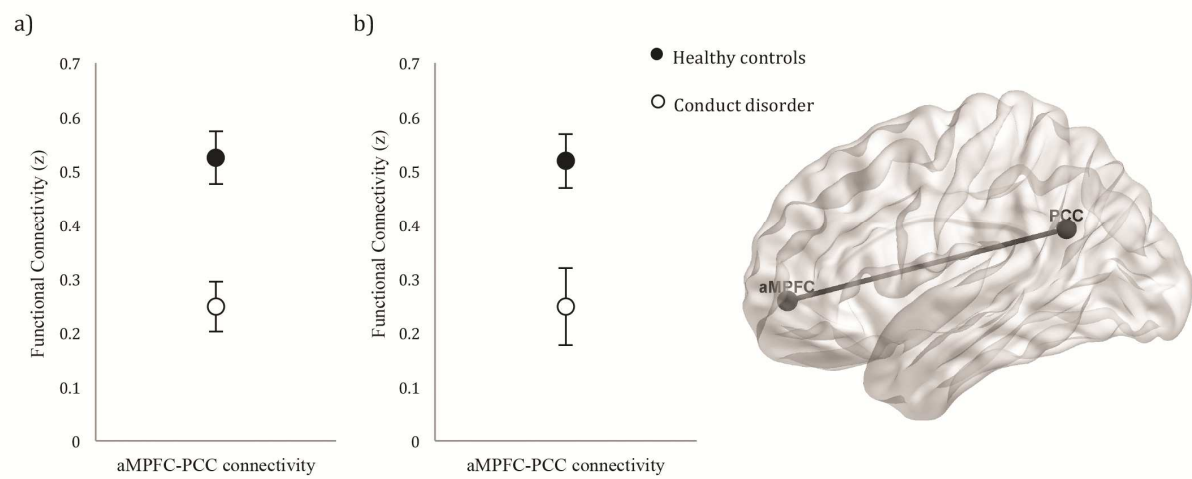 a)
0.7
0.6
0.5
0.4
0.3
0.2
0.1
0
Functional Connectivity (z)
aMPFC-PCC connectivity
b)
0.7
0.6
0.5
0.4
0.3
0.2
0.1
0
Functional Connectivity (z)
aMPFC-PCC connectivity
Healthy controls
Conduct disorder
PCC
aMPFC